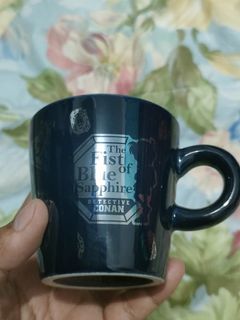 The
Fist
of
Blue
Sapphire
DETECTIVE
CONAN